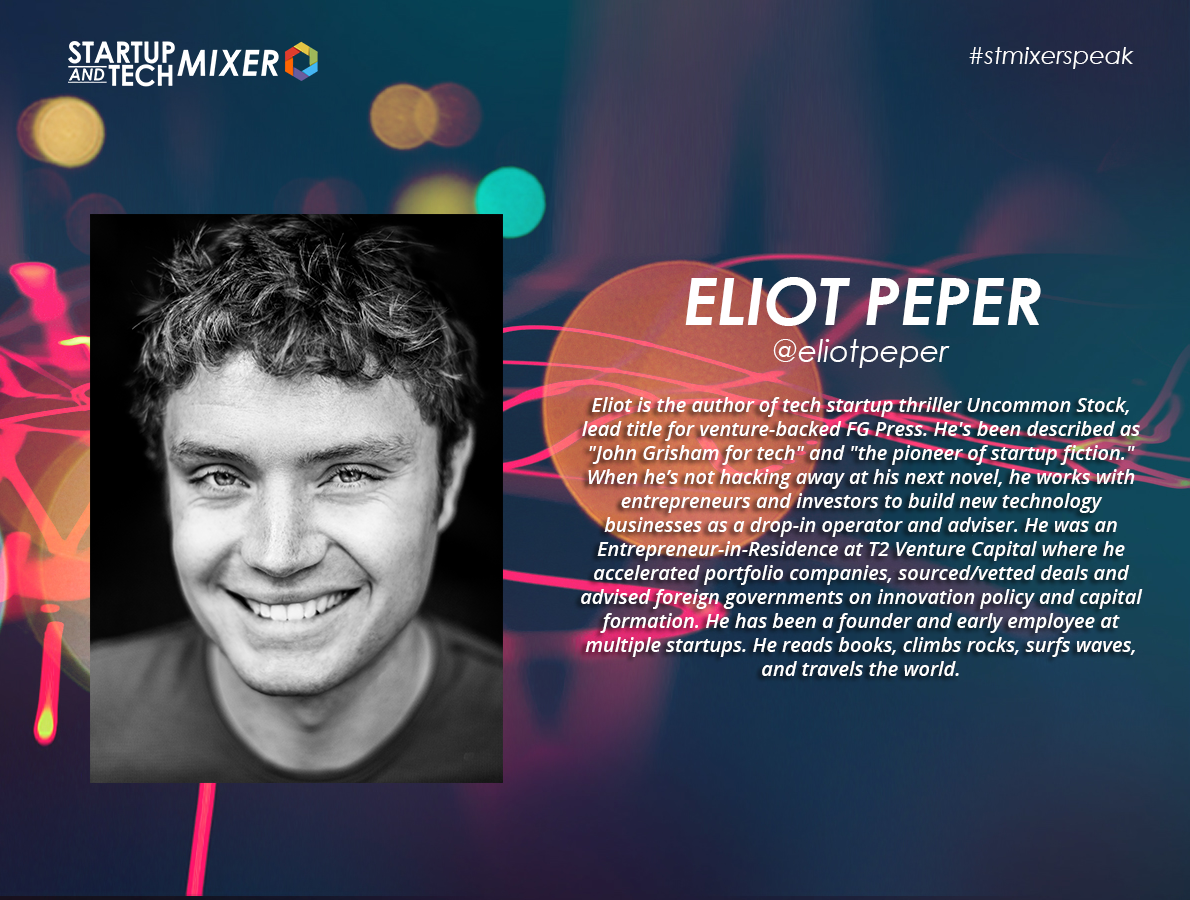 STARTUP
AND TECH MIXER
#stmixerspeak
ELIOT PEPER
@eliotpeper
Eliot is the author of tech startup thriller Uncommon Stock,
lead title for venture-backed FG Press. He's been described as
"John Grisham for tech" and "the pioneer of startup fiction."
When he's not hacking away at his next novel, he works with
entrepreneurs and investors to build new technology
businesses as a drop-in operator and adviser. He was an
Entrepreneur-in-Residence at T2 Venture Capital where he
accelerated portfolio companies, sourced/vetted deals and
advised foreign governments on innovation policy and capital
formation. He has been a founder and early employee at
multiple startups. He reads books, climbs rocks, surfs waves,
and travels the world.